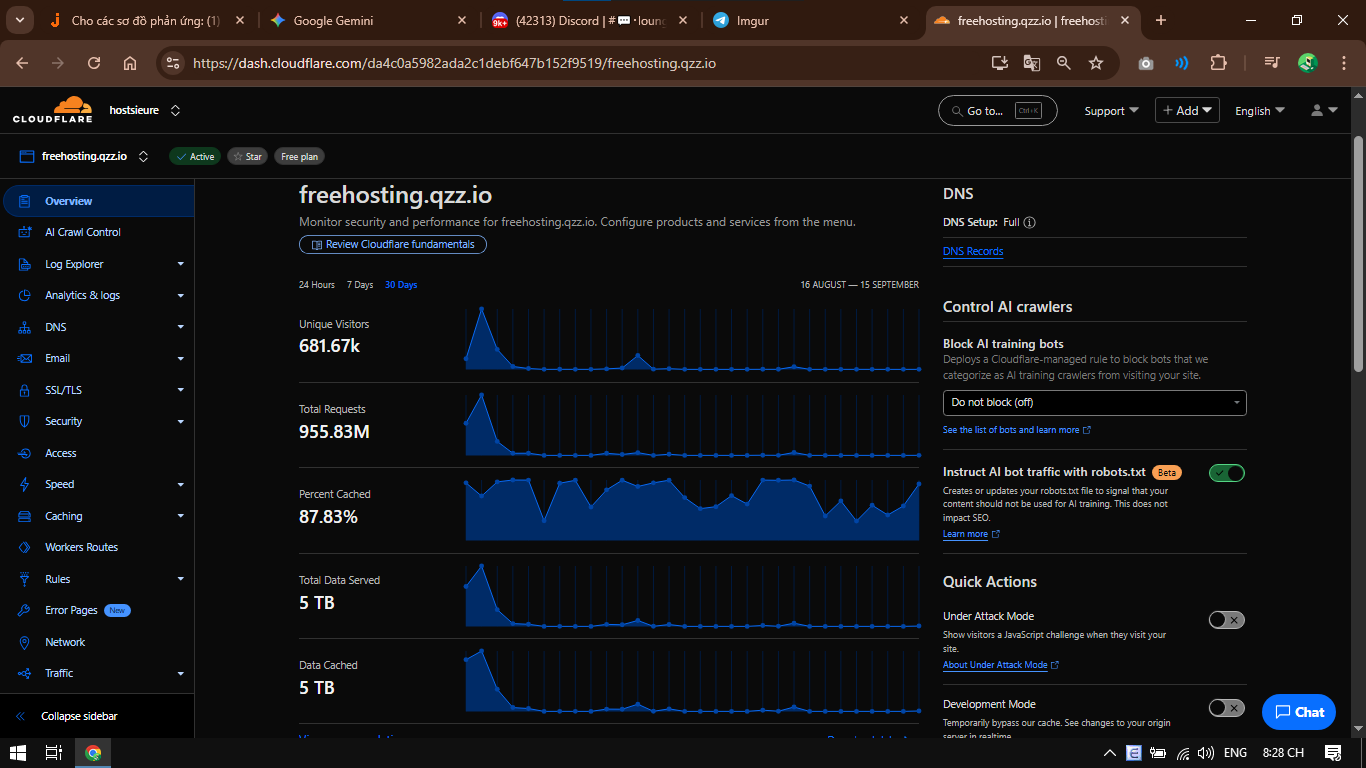 Cho các sơ đồ phản ứng: (1)
Google Gemini
(42313) Discord | # 💬 · loun
9k+
Imgur
freehosting.qzz.io | freehosti
https://dash.cloudflare.com/da4c0a5982ada2c1debf647b152f9519/freehosting.qzz.io
CLOUDFLARE
hostsieure
Go to... Ctrl+K
Support
+ Add
English
freehosting.qzz.io
Active
Star
Free plan
Overview
AI Crawl Control
Log Explorer
Analytics & logs
DNS
Email
SSL/TLS
Security
Access
Speed
Caching
Workers Routes
Rules
Error Pages New
Network
Traffic
Collapse sidebar
freehosting.qzz.io
Monitor security and performance for freehosting.qzz.io. Configure products and services from the menu.
Review Cloudflare fundamentals
24 Hours 7 Days 30 Days
16 AUGUST — 15 SEPTEMBER
Unique Visitors
681.67k
Total Requests
955.83M
Percent Cached
87.83%
Total Data Served
5 TB
Data Cached
5 TB
DNS
DNS Setup: Full
DNS Records
Control AI crawlers
Block AI training bots
Deploys a Cloudflare-managed rule to block bots that we
categorize as AI training crawlers from visiting your site.
Do not block (off)
See the list of bots and learn more
Instruct AI bot traffic with robots.txt Beta
Creates or updates your robots.txt file to signal that your
content should not be used for AI training. This does not
impact SEO.
Learn more
Quick Actions
Under Attack Mode
Show visitors a JavaScript challenge when they visit your
site.
About Under Attack Mode
Development Mode
Temporarily bypass our cache. See changes to your origin
server in realtime.
Chat
ENG
8:28 CH